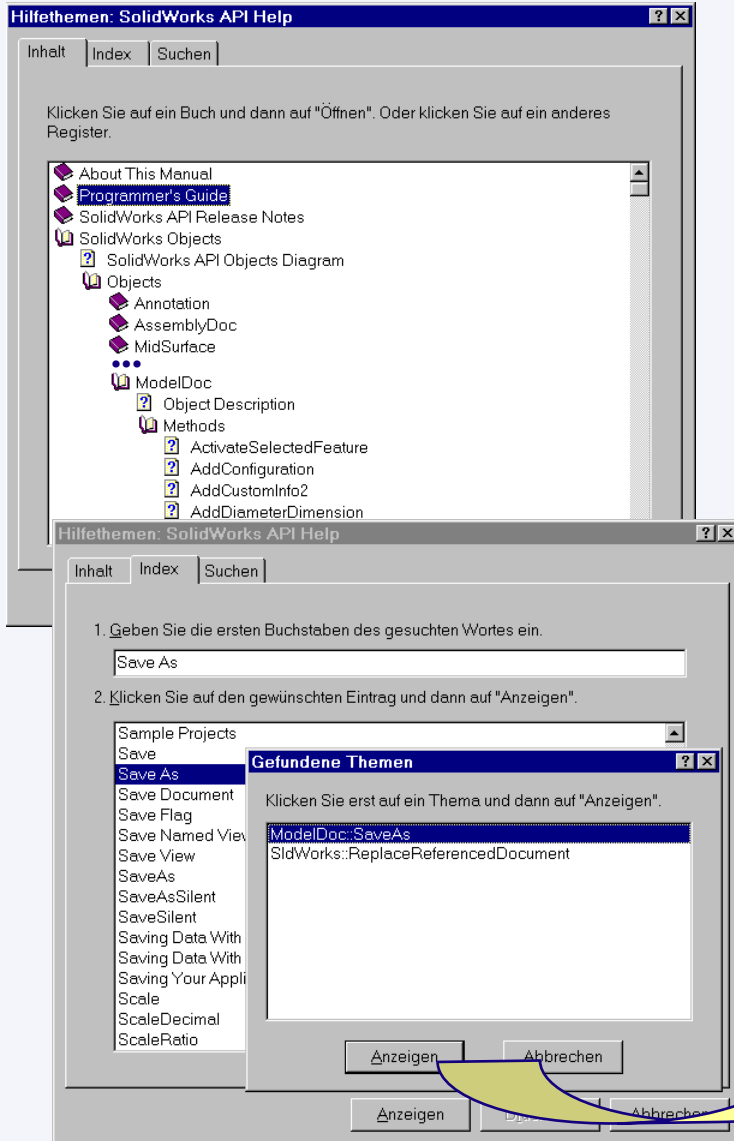 Hilfethemen: SolidWorks API Help
Inhalt Index Suchen
Klicken Sie auf ein Buch und dann auf "Öffnen". Oder klicken Sie auf ein anderes
Register.
About This Manual
Programmer's Guide
SolidWorks API Release Notes
SolidWorks Objects
SolidWorks API Objects Diagram
Objects
Annotation
AssemblyDoc
MidSurface
•••
ModelDoc
Object Description
Methods
ActivateSelectedFeature
AddConfiguration
AddCustomInfo2
AddDiameterDimension
Hilfethemen: SolidWorks API Help
Inhalt Index Suchen
1. Geben Sie die ersten Buchstaben des gesuchten Wortes ein.
Save As
2. Klicken Sie auf den gewünschten Eintrag und dann auf "Anzeigen".
Sample Projects
Save
Save As
Save Document
Save Flag
Save Named Viev
Save View
SaveAs
SaveAsSilent
SaveSilent
Saving Data With
Saving Data With
Saving Your Appli
Scale
ScaleDecimal
ScaleRatio
Gefundene Themen
Klicken Sie erst auf ein Thema und dann auf "Anzeigen".
ModelDoc::SaveAs
SldWorks::ReplaceReferencedDocument
Anzeigen Abbrechen
Anzeigen Abbrechen